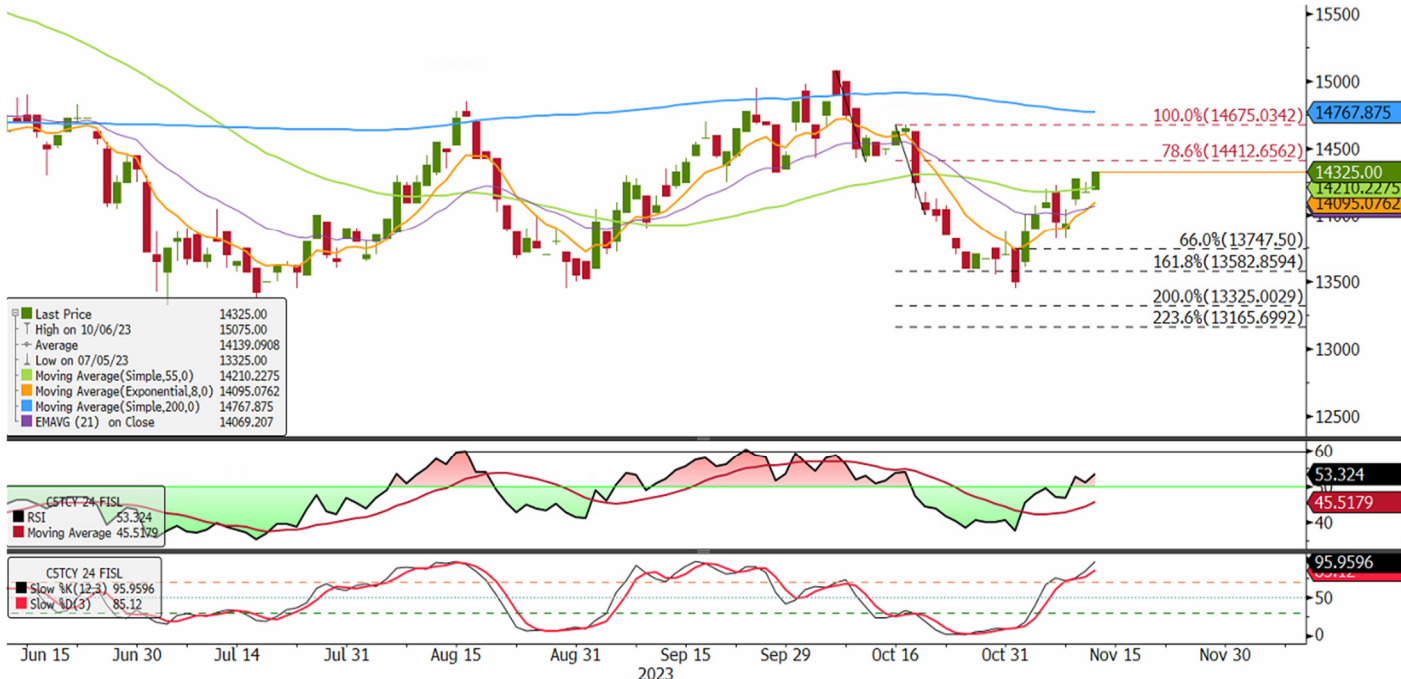 15500
15000
14767.875
100.0%(14675.0342)
14500
78.6%(14412.6562)
14325.00
14210.2275
14095.0762
14000
66.0%(13747.50)
161.8%(13582.8594)
13500
200.0%(13325.0029)
223.6%(13165.6992)
13000
12500
Last Price 14325.00
High on 10/06/23 15075.00
Average 14139.0908
Low on 07/05/23 13325.00
Moving Average(Simple,55,0) 14210.2275
Moving Average(Exponential,8,0) 14095.0762
Moving Average(Simple,200,0) 14767.875
EMAVG (21) on Close 14069.207
60
53.324
50
45.5179
40
C5TCY 24 FISL
RSI 53.324
Moving Average 45.5179
95.9596
85.12
50
0
C5TCY 24 FISL
Slow %K(12,3) 95.9596
Slow %D(3) 85.12
Jun 15 Jun 30 Jul 14 Jul 31 Aug 15 Aug 31 Sep 15 Sep 29 Oct 16 Oct 31 Nov 15 Nov 30
2023